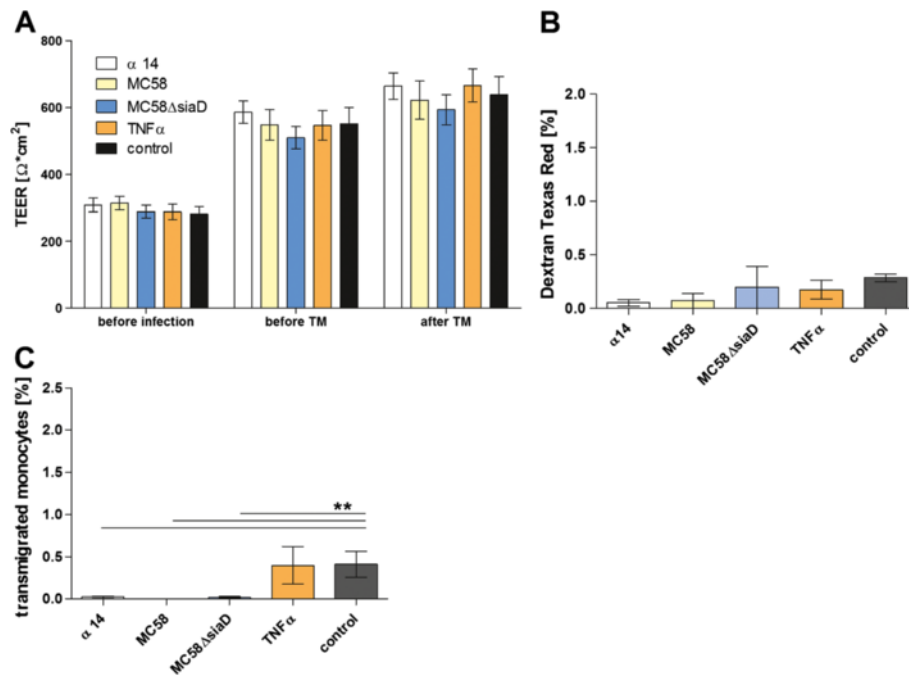 A
TEER [Ω*cm²]
800
600
400
200
0
α 14
MC58
MC58ΔsiaD
TNFα
control
before infection
before TM
after TM
B
Dextran Texas Red [%]
2.0
1.5
1.0
0.5
0.0
α14
MC58
MC58ΔsiaD
TNFα
control
C
transmigrated monocytes [%]
2.5
2.0
1.5
1.0
0.5
0.0
**
α 14
MC58
MC58ΔsiaD
TNFα
control